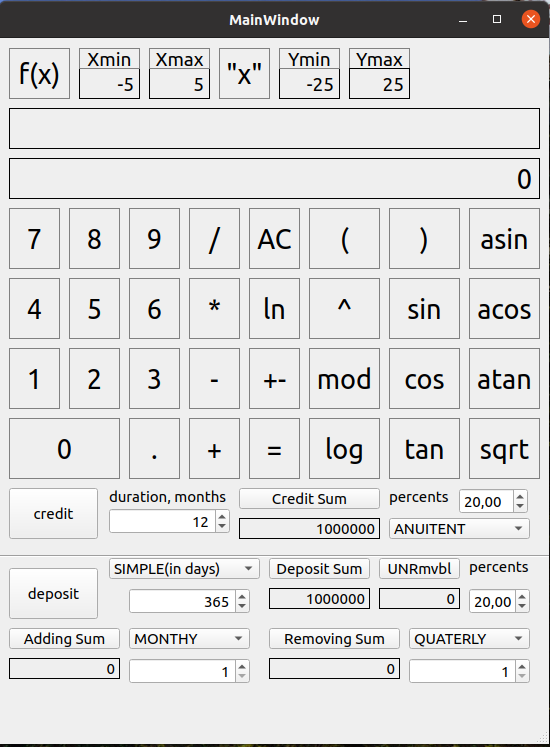 MainWindow
f(x) Xmin Xmax "x" Ymin Ymax
-5 5 -25 25
0
7 8 9 / AC ( ) asin
4 5 6 * ln ^ sin acos
1 2 3 - +- mod cos atan
0 . + = log tan sqrt
credit duration, months Credit Sum percents 20,00
12 1000000 ANUITENT
deposit SIMPLE(in days) Deposit Sum UNRmvbl percents
365 1000000 0 20,00
Adding Sum MONTHY Removing Sum QUATERLY
0 1 0 1